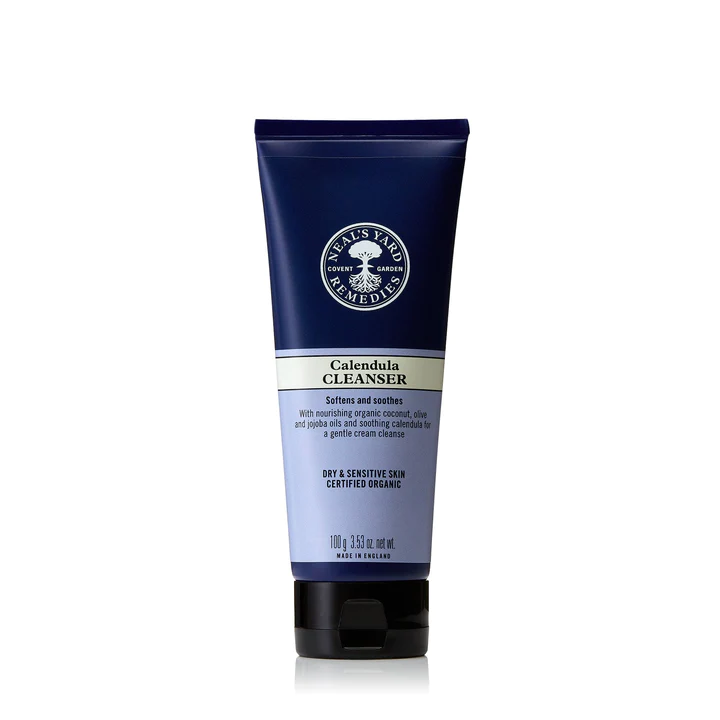 NEAL'S YARD
COVENT GARDEN
REMEDIES
Calendula
CLEANSER
Softens and soothes
With nourishing organic coconut, olive
and jojoba oils and soothing calendula for
a gentle cream cleanse
DRY & SENSITIVE SKIN
CERTIFIED ORGANIC
100 g 3.53 oz. net wt.
MADE IN ENGLAND